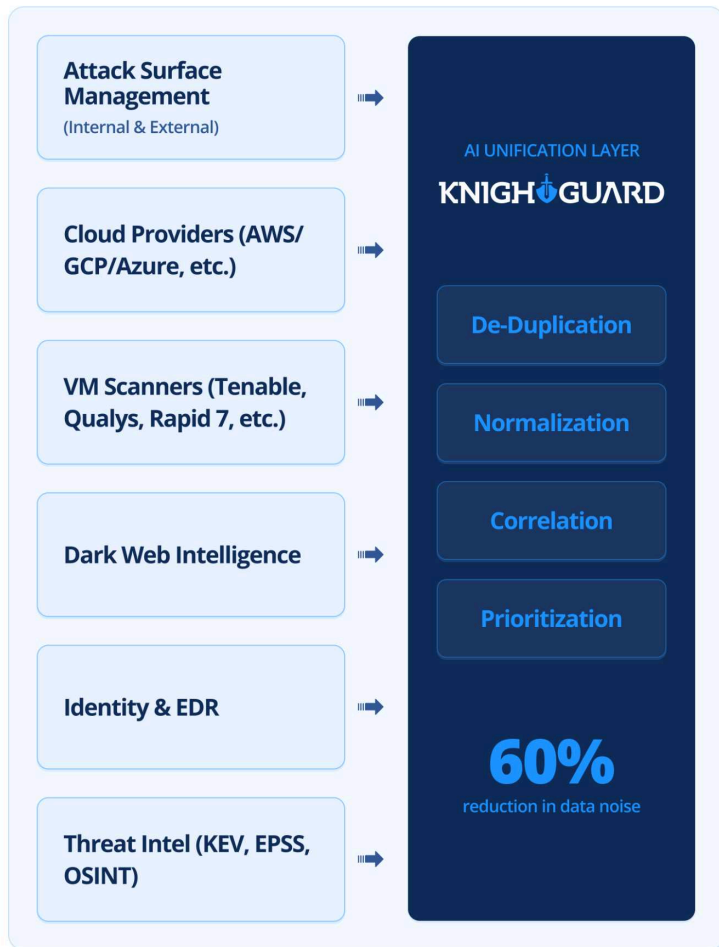 Attack Surface
Management
(Internal & External)
Cloud Providers (AWS/
GCP/Azure, etc.)
VM Scanners (Tenable,
Qualys, Rapid 7, etc.)
Dark Web Intelligence
Identity & EDR
Threat Intel (KEV, EPSS,
OSINT)
AI UNIFICATION LAYER
KNIGHTGUARD
De-Duplication
Normalization
Correlation
Prioritization
60%
reduction in data noise